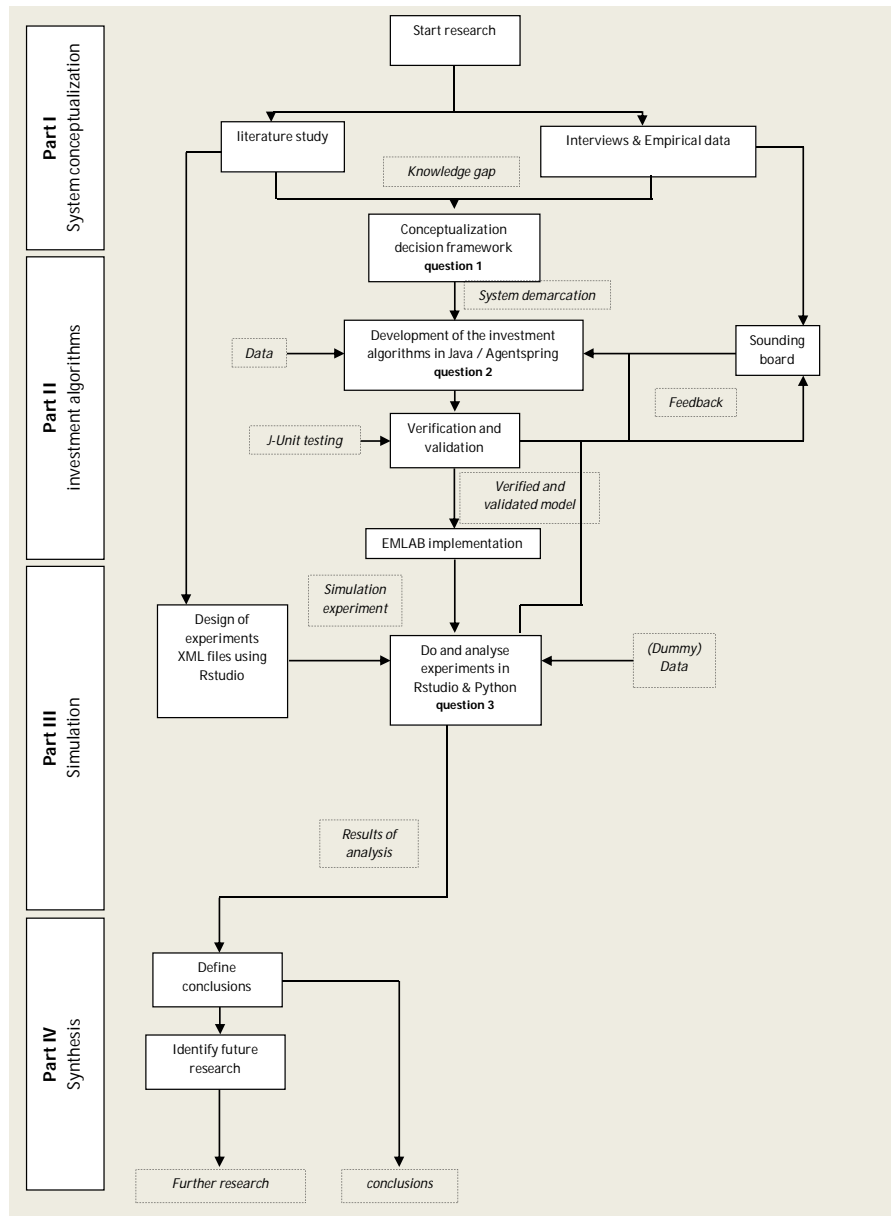 Start research
Part I
System conceptualization
literature study
Interviews & Empirical data
Knowledge gap
Conceptualization
decision framework
question 1
System demarcation
Part II
investment algorithms
Data
Development of the investment
algorithms in Java / Agentspring
question 2
Sounding
board
Feedback
J-Unit testing
Verification and
validation
Verified and
validated model
EMLAB implementation
Part III
Simulation
Simulation
experiment
Design of
experiments
XML files using
Rstudio
Do and analyse
experiments in
Rstudio & Python
question 3
(Dummy)
Data
Results of
analysis
Part IV
Synthesis
Define
conclusions
Identify future
research
Further research
conclusions